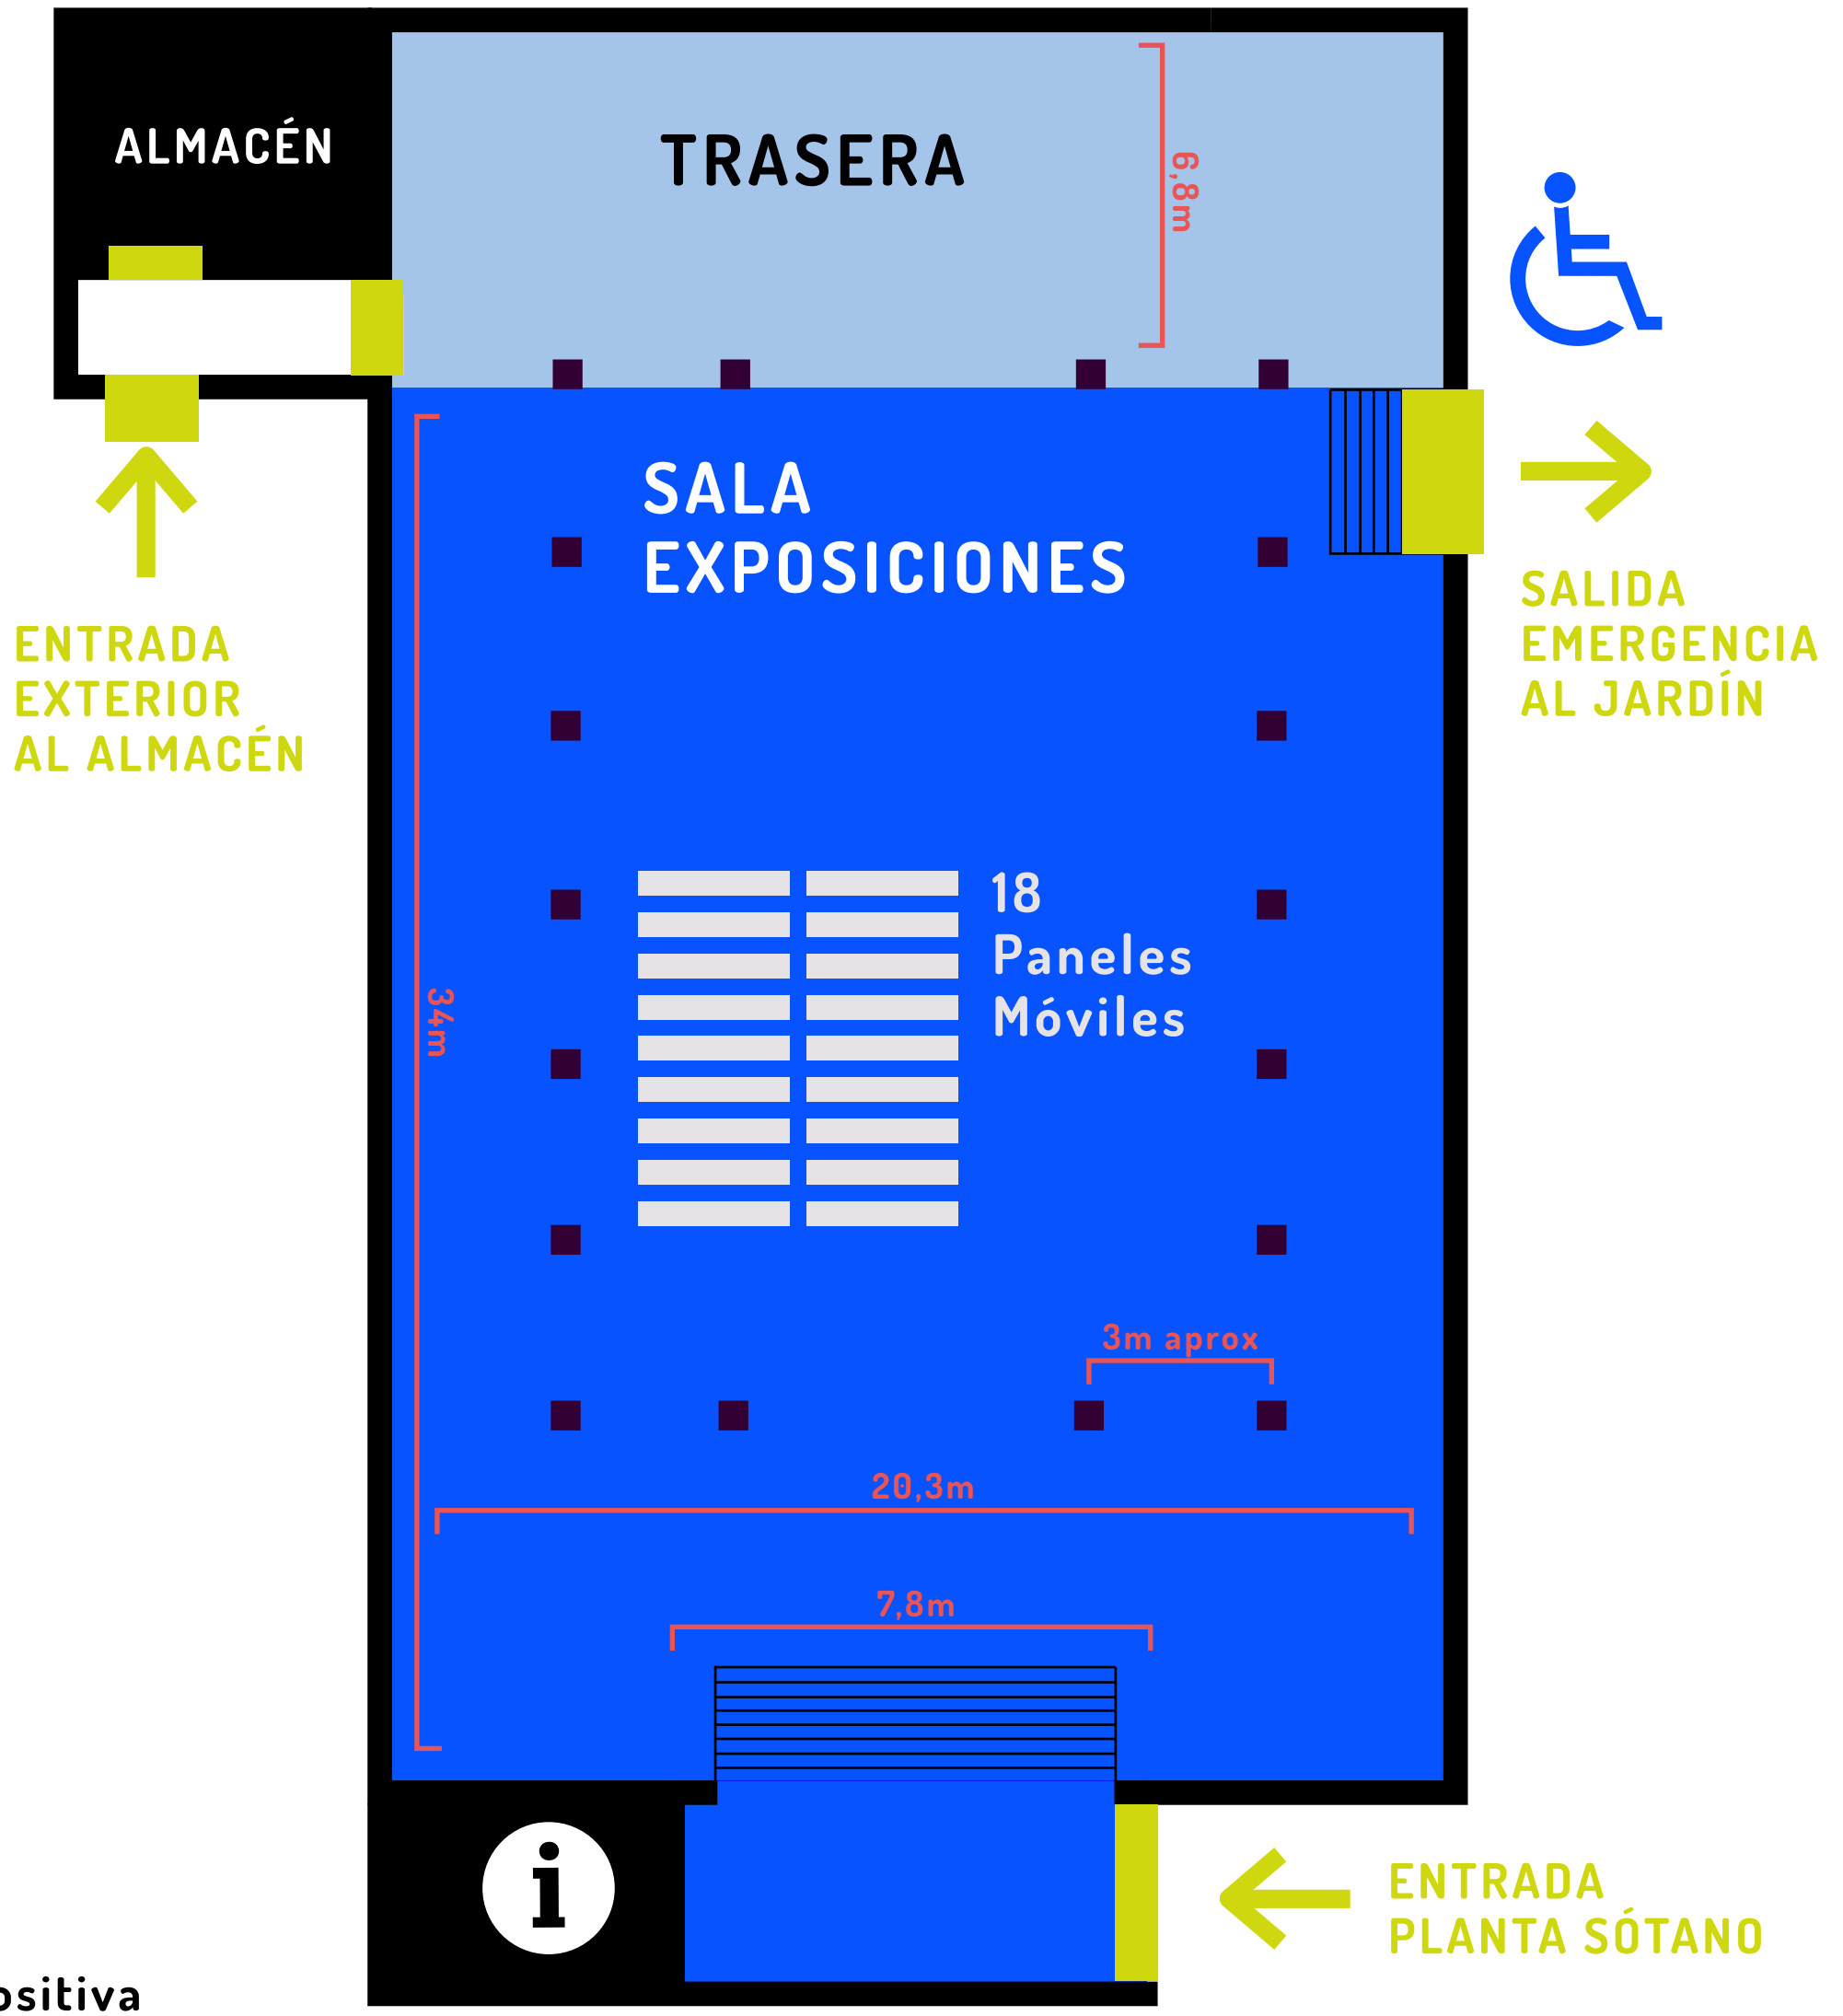 ALMACÉN
TRASERA
6,8m
SALA
EXPOSICIONES
ENTRADA
EXTERIOR
AL ALMACÉN
SALIDA
EMERGENCIA
AL JARDÍN
18
Paneles
Móviles
34m
3m aprox
20,3m
7,8m
i
ENTRADA
PLANTA SÓTANO